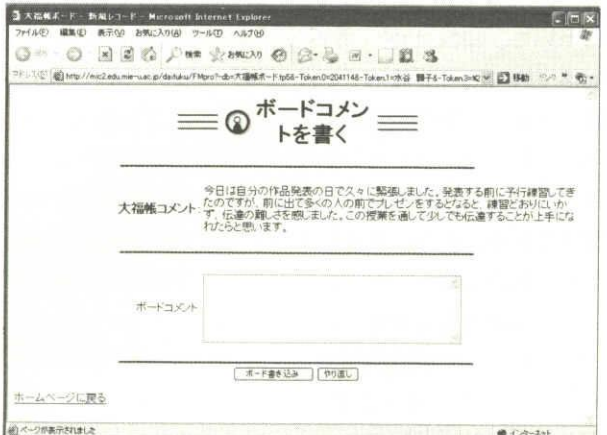 大福帳ボード - 新規レコード - Microsoft Internet Explorer
ファイル(F) 編集(E) 表示(V) お気に入り(A) ツール(T) ヘルプ(H)
検索 お気に入り
移動
ボードコメン
トを書く
大福帳コメント
今日は自分の作品発表の日で久々に緊張しました。発表する前に予行練習してき
たのですが、前に出て多くの人の前でプレゼンをするとなると、練習どおりにいか
ず、伝達の難しさを感じました。この授業を通して少しでも伝達することが上手にな
れたらと思います。
ボードコメント
ボード書き込み やり直し
ホームページに戻る
ページが表示されました
インターネット